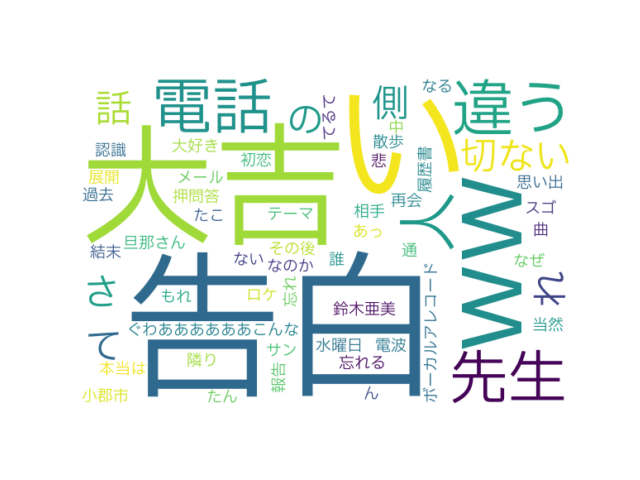 電話
の
い
側
なる
違う
話
大吉
てるて
中
散歩
悲
履歴書
切ない
認識
大好き
初恋
展開
メール
過去
押問答
たこ
テーマ
相手
再会
人
www
思い出
スゴ
あっ
曲
結末
旦那さん
その後
ない
なのか
誰
通
なぜ
れ
さ
告白
もれ
ロケ
忘れ
鈴木亜美
ボーカルアレコード
て
ぐわああああああこんな
水曜日
電波
当然
本当は
隣り
サン
報告
忘れる
先生
小郡市
たん
ん